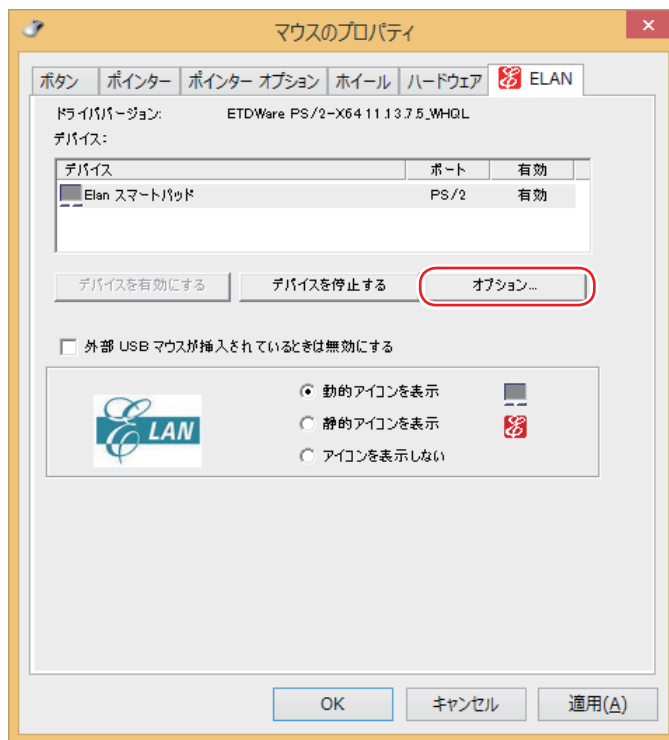 マウスのプロパティ
ボタン ポインター ポインター オプション ホイール ハードウェア ELAN
ドライババージョン: ETDWare PS/2-X64 11.13.7.5_WHQL
デバイス:
デバイス ポート 有効
Elan スマートパッド PS/2 有効
デバイスを有効にする デバイスを停止する オプション...
外部 USB マウスが挿入されているときは無効にする
動的アイコンを表示
ELAN 静的アイコンを表示
アイコンを表示しない
OK キャンセル 適用(A)